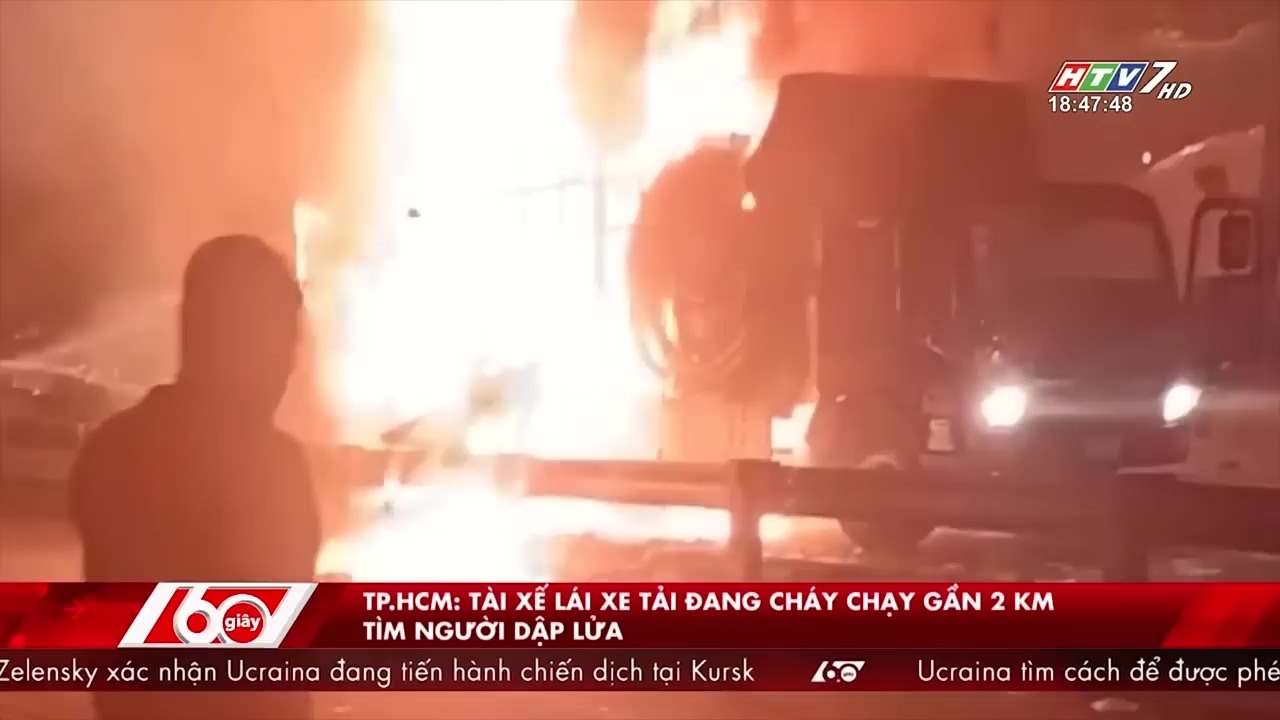 HTV7 HD
18:47:48
60 giây
TP.HCM: TÀI XẾ LÁI XE TẢI ĐANG CHÁY CHẠY GẦN 2 KM
TÌM NGƯỜI DẬP LỬA
Zelensky xác nhận Ucraina đang tiến hành chiến dịch tại Kursk 60 giây Ucraina tìm cách để được phé